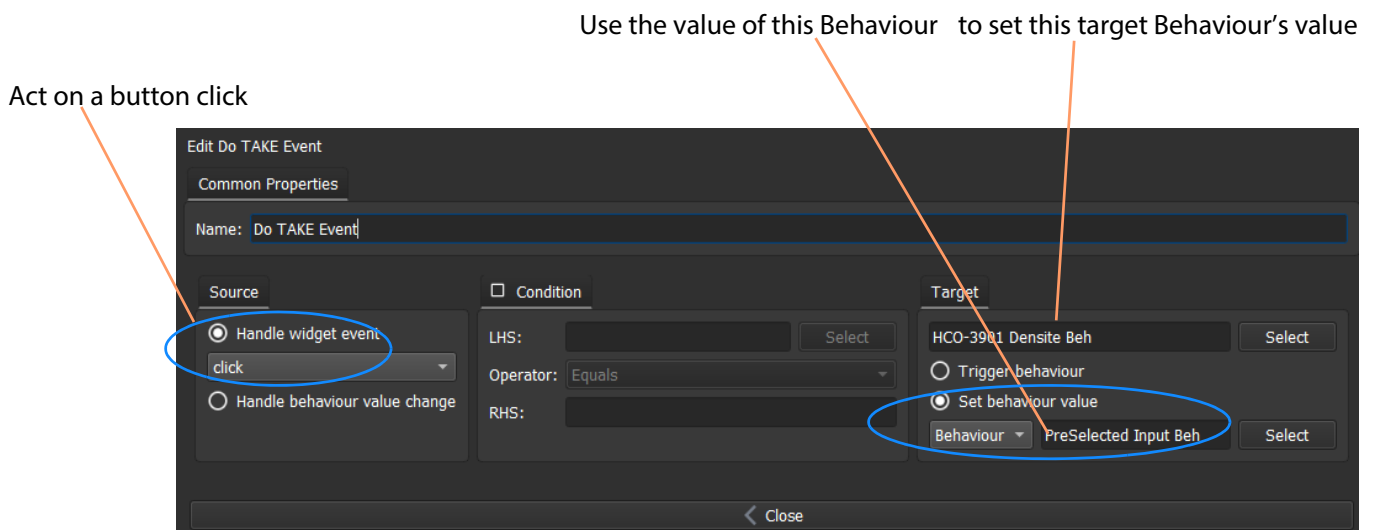 Use the value of this Behaviour to set this target Behaviour's value
Act on a button click
Edit Do TAKE Event
Common Properties
Name: Do TAKE Event
Source
Condition
Target
Handle widget event
LHS: Select
HCO-3901 Densite Beh Select
click
Operator: Equals
Trigger behaviour
Handle behaviour value change
RHS:
Set behaviour value
Behaviour PreSelected Input Beh Select
Close